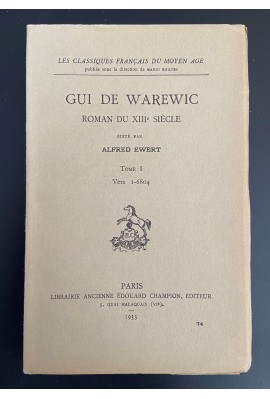 LES CLASSIQUES FRANÇAIS DU MOYEN AGE
publiés sous la direction de MARIO ROQUES
GUI DE WAREWIC
ROMAN DU XIIIe SIÈCLE
ÉDITÉ PAR
ALFRED EWERT
TOME I
VERS 1-6804
PARIS
LIBRAIRIE ANCIENNE ÉDOUARD CHAMPION, ÉDITEUR
5, QUAI MALAQUAIS (VIe).
1933
74